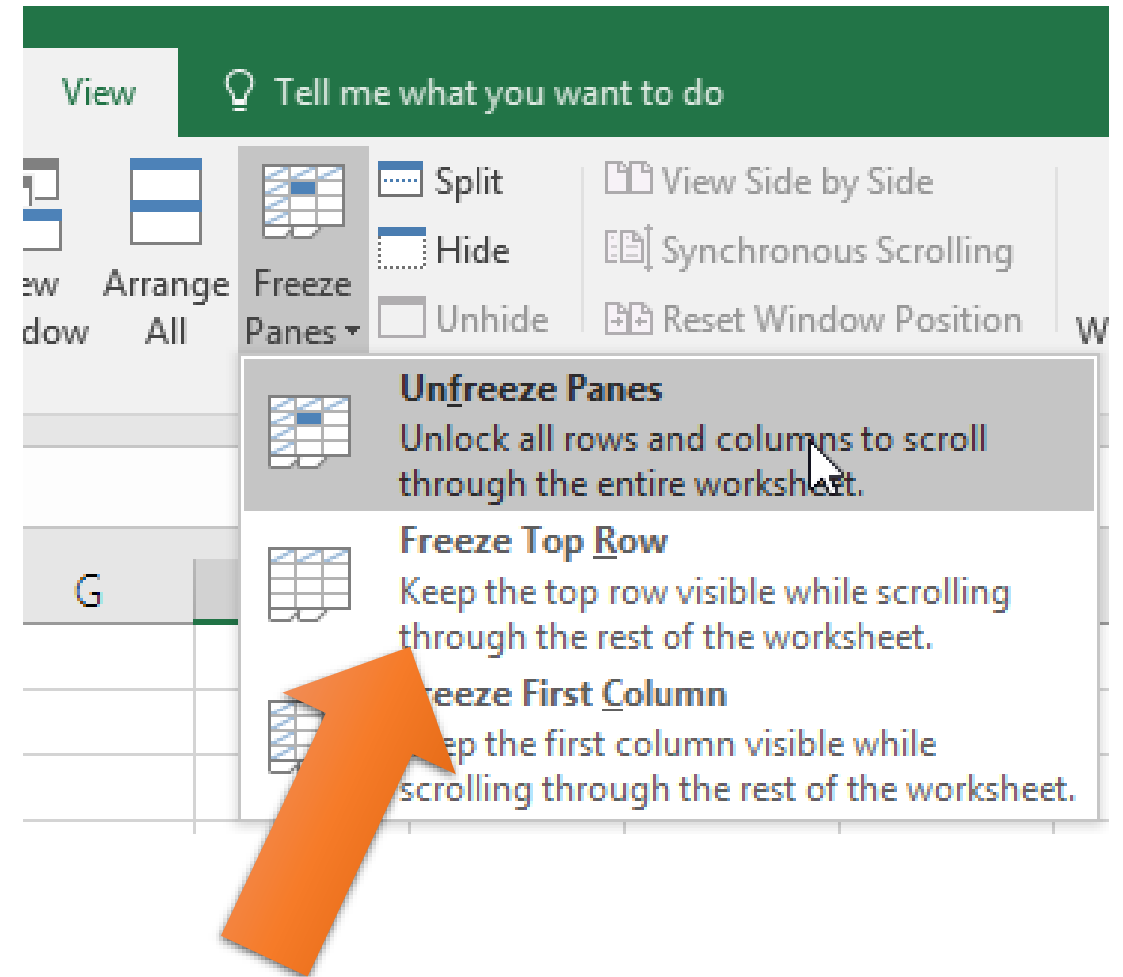 View
Tell me what you want to do
Split
View Side by Side
Hide
Synchronous Scrolling
Arrange
All
Freeze
Panes
Unhide
Reset Window Position
Unfreeze Panes
Unlock all rows and columns to scroll
through the entire worksheet.
G
Freeze Top Row
Keep the top row visible while scrolling
through the rest of the worksheet.
First Column
the first column visible while
scrolling through the rest of the worksheet.